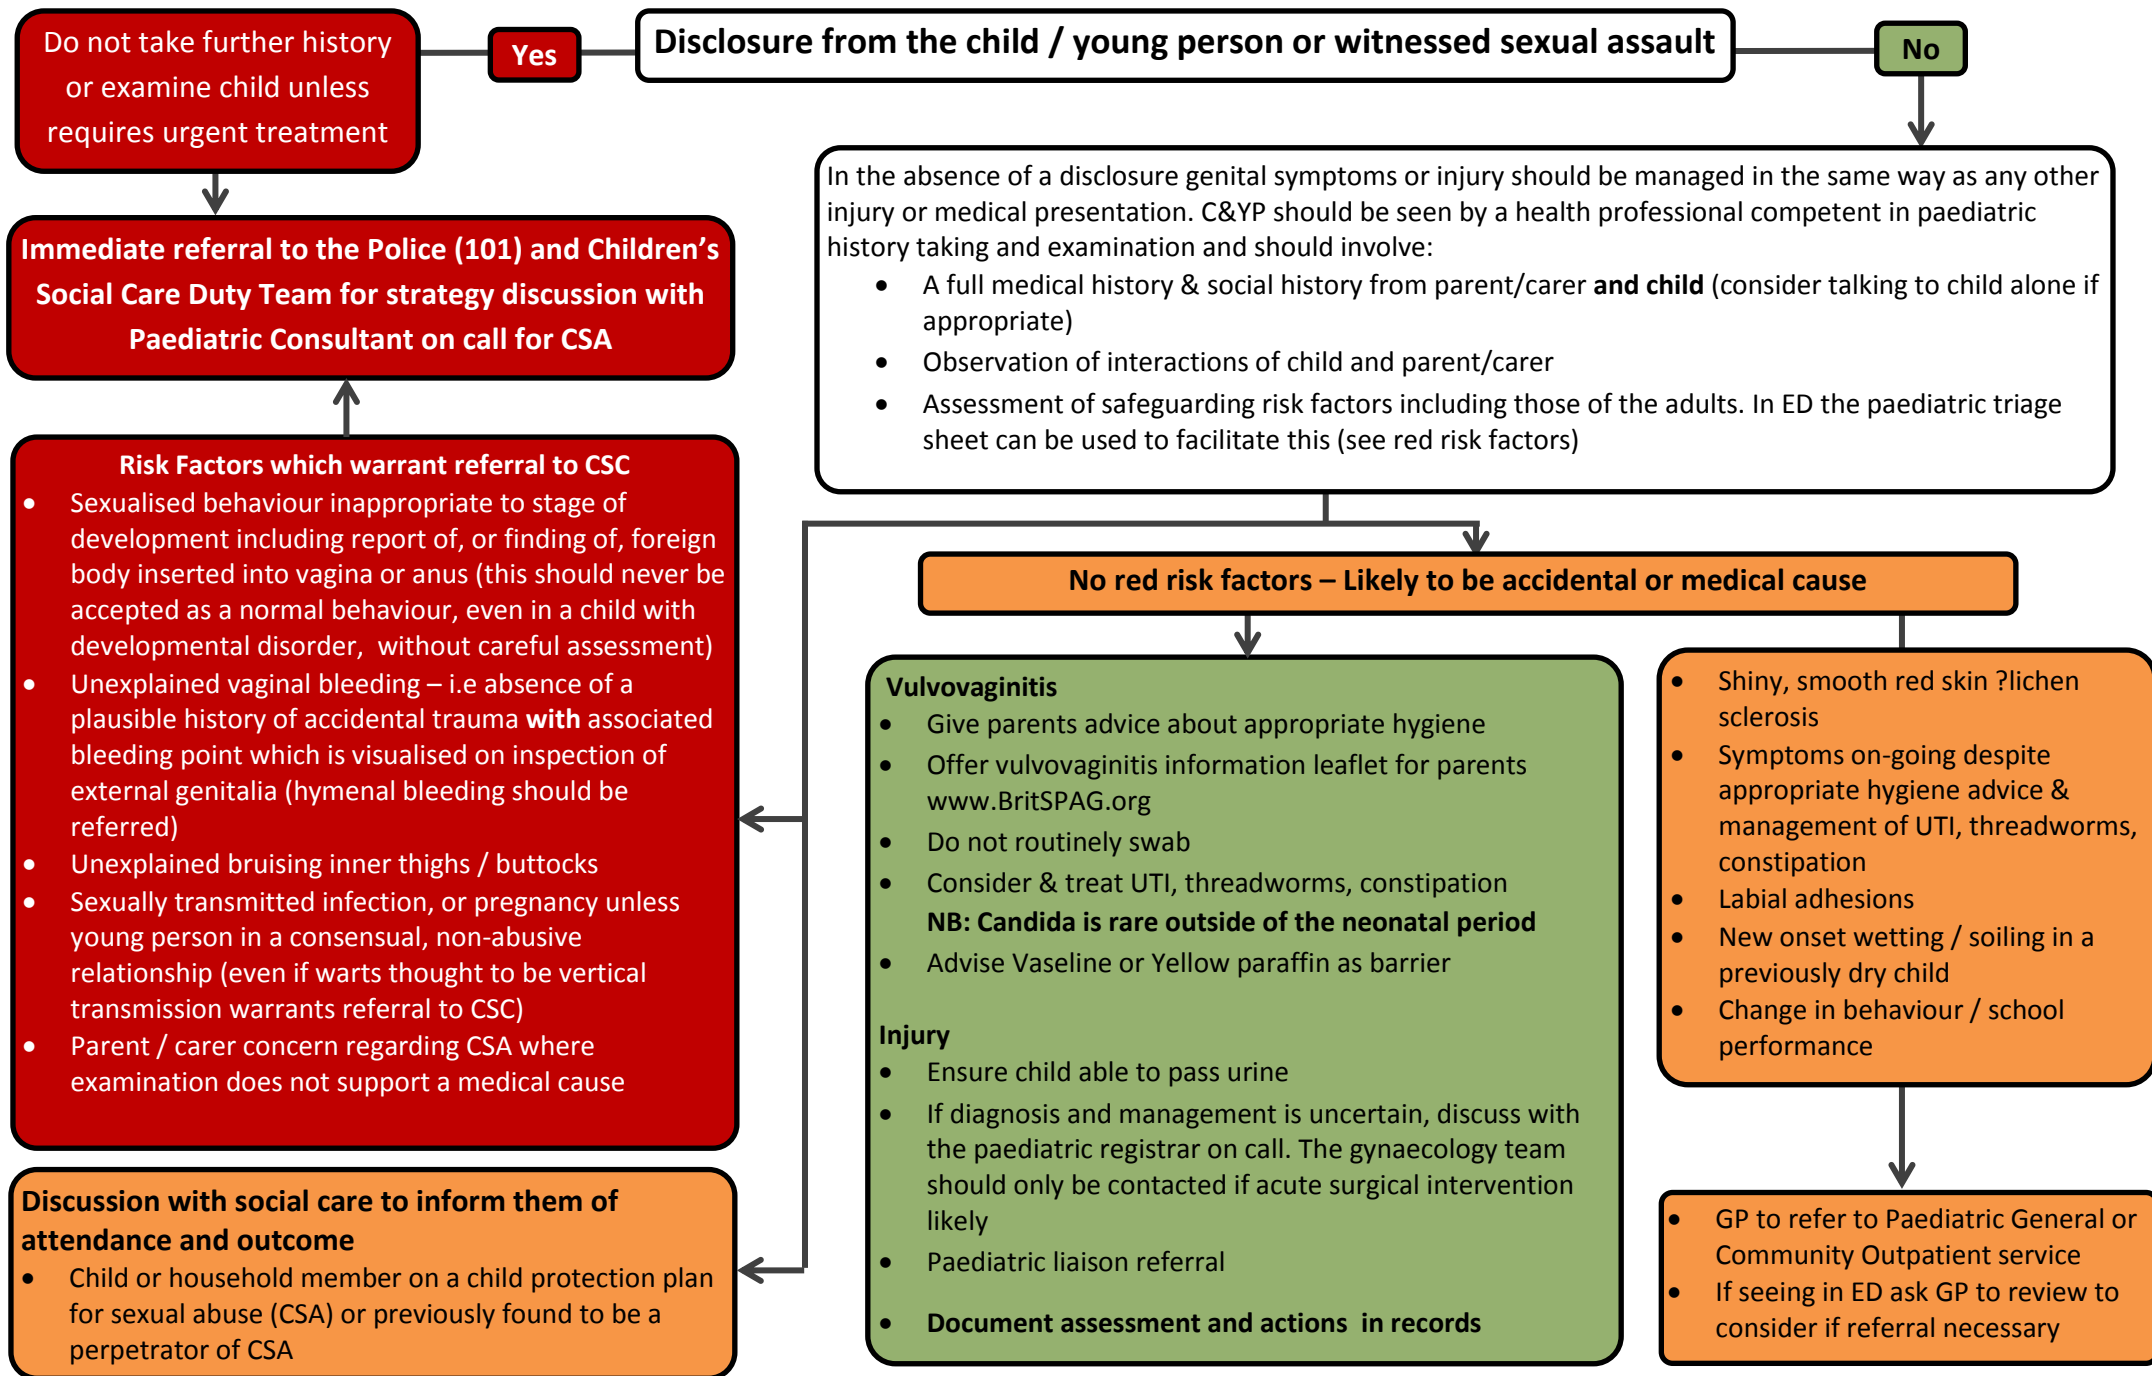 Disclosure from the child / young person or witnessed sexual assault
Yes
No
Do not take further history
or examine child unless
requires urgent treatment
Immediate referral to the Police (101) and Children’s
Social Care Duty Team for strategy discussion with
Paediatric Consultant on call for CSA
In the absence of a disclosure genital symptoms or injury should be managed in the same way as any other
injury or medical presentation. C&YP should be seen by a health professional competent in paediatric
history taking and examination and should involve:
• A full medical history & social history from parent/carer and child (consider talking to child alone if
appropriate)
• Observation of interactions of child and parent/carer
• Assessment of safeguarding risk factors including those of the adults. In ED the paediatric triage
sheet can be used to facilitate this (see red risk factors)
Risk Factors which warrant referral to CSC
• Sexualised behaviour inappropriate to stage of
development including report of, or finding of, foreign
body inserted into vagina or anus (this should never be
accepted as a normal behaviour, even in a child with
developmental disorder, without careful assessment)
• Unexplained vaginal bleeding – i.e absence of a
plausible history of accidental trauma with associated
bleeding point which is visualised on inspection of
external genitalia (hymenal bleeding should be
referred)
• Unexplained bruising inner thighs / buttocks
• Sexually transmitted infection, or pregnancy unless
young person in a consensual, non-abusive
relationship (even if warts thought to be vertical
transmission warrants referral to CSC)
• Parent / carer concern regarding CSA where
examination does not support a medical cause
Discussion with social care to inform them of
attendance and outcome
• Child or household member on a child protection plan
for sexual abuse (CSA) or previously found to be a
perpetrator of CSA
No red risk factors – Likely to be accidental or medical cause
Vulvovaginitis
• Give parents advice about appropriate hygiene
• Offer vulvovaginitis information leaflet for parents
www.BritSPAG.org
• Do not routinely swab
• Consider & treat UTI, threadworms, constipation
NB: Candida is rare outside of the neonatal period
• Advise Vaseline or Yellow paraffin as barrier
Injury
• Ensure child able to pass urine
• If diagnosis and management is uncertain, discuss with
the paediatric registrar on call. The gynaecology team
should only be contacted if acute surgical intervention
likely
• Paediatric liaison referral
• Document assessment and actions in records
• Shiny, smooth red skin ?lichen
sclerosis
• Symptoms on-going despite
appropriate hygiene advice &
management of UTI, threadworms,
constipation
• Labial adhesions
• New onset wetting / soiling in a
previously dry child
• Change in behaviour / school
performance
• GP to refer to Paediatric General or
Community Outpatient service
• If seeing in ED ask GP to review to
consider if referral necessary